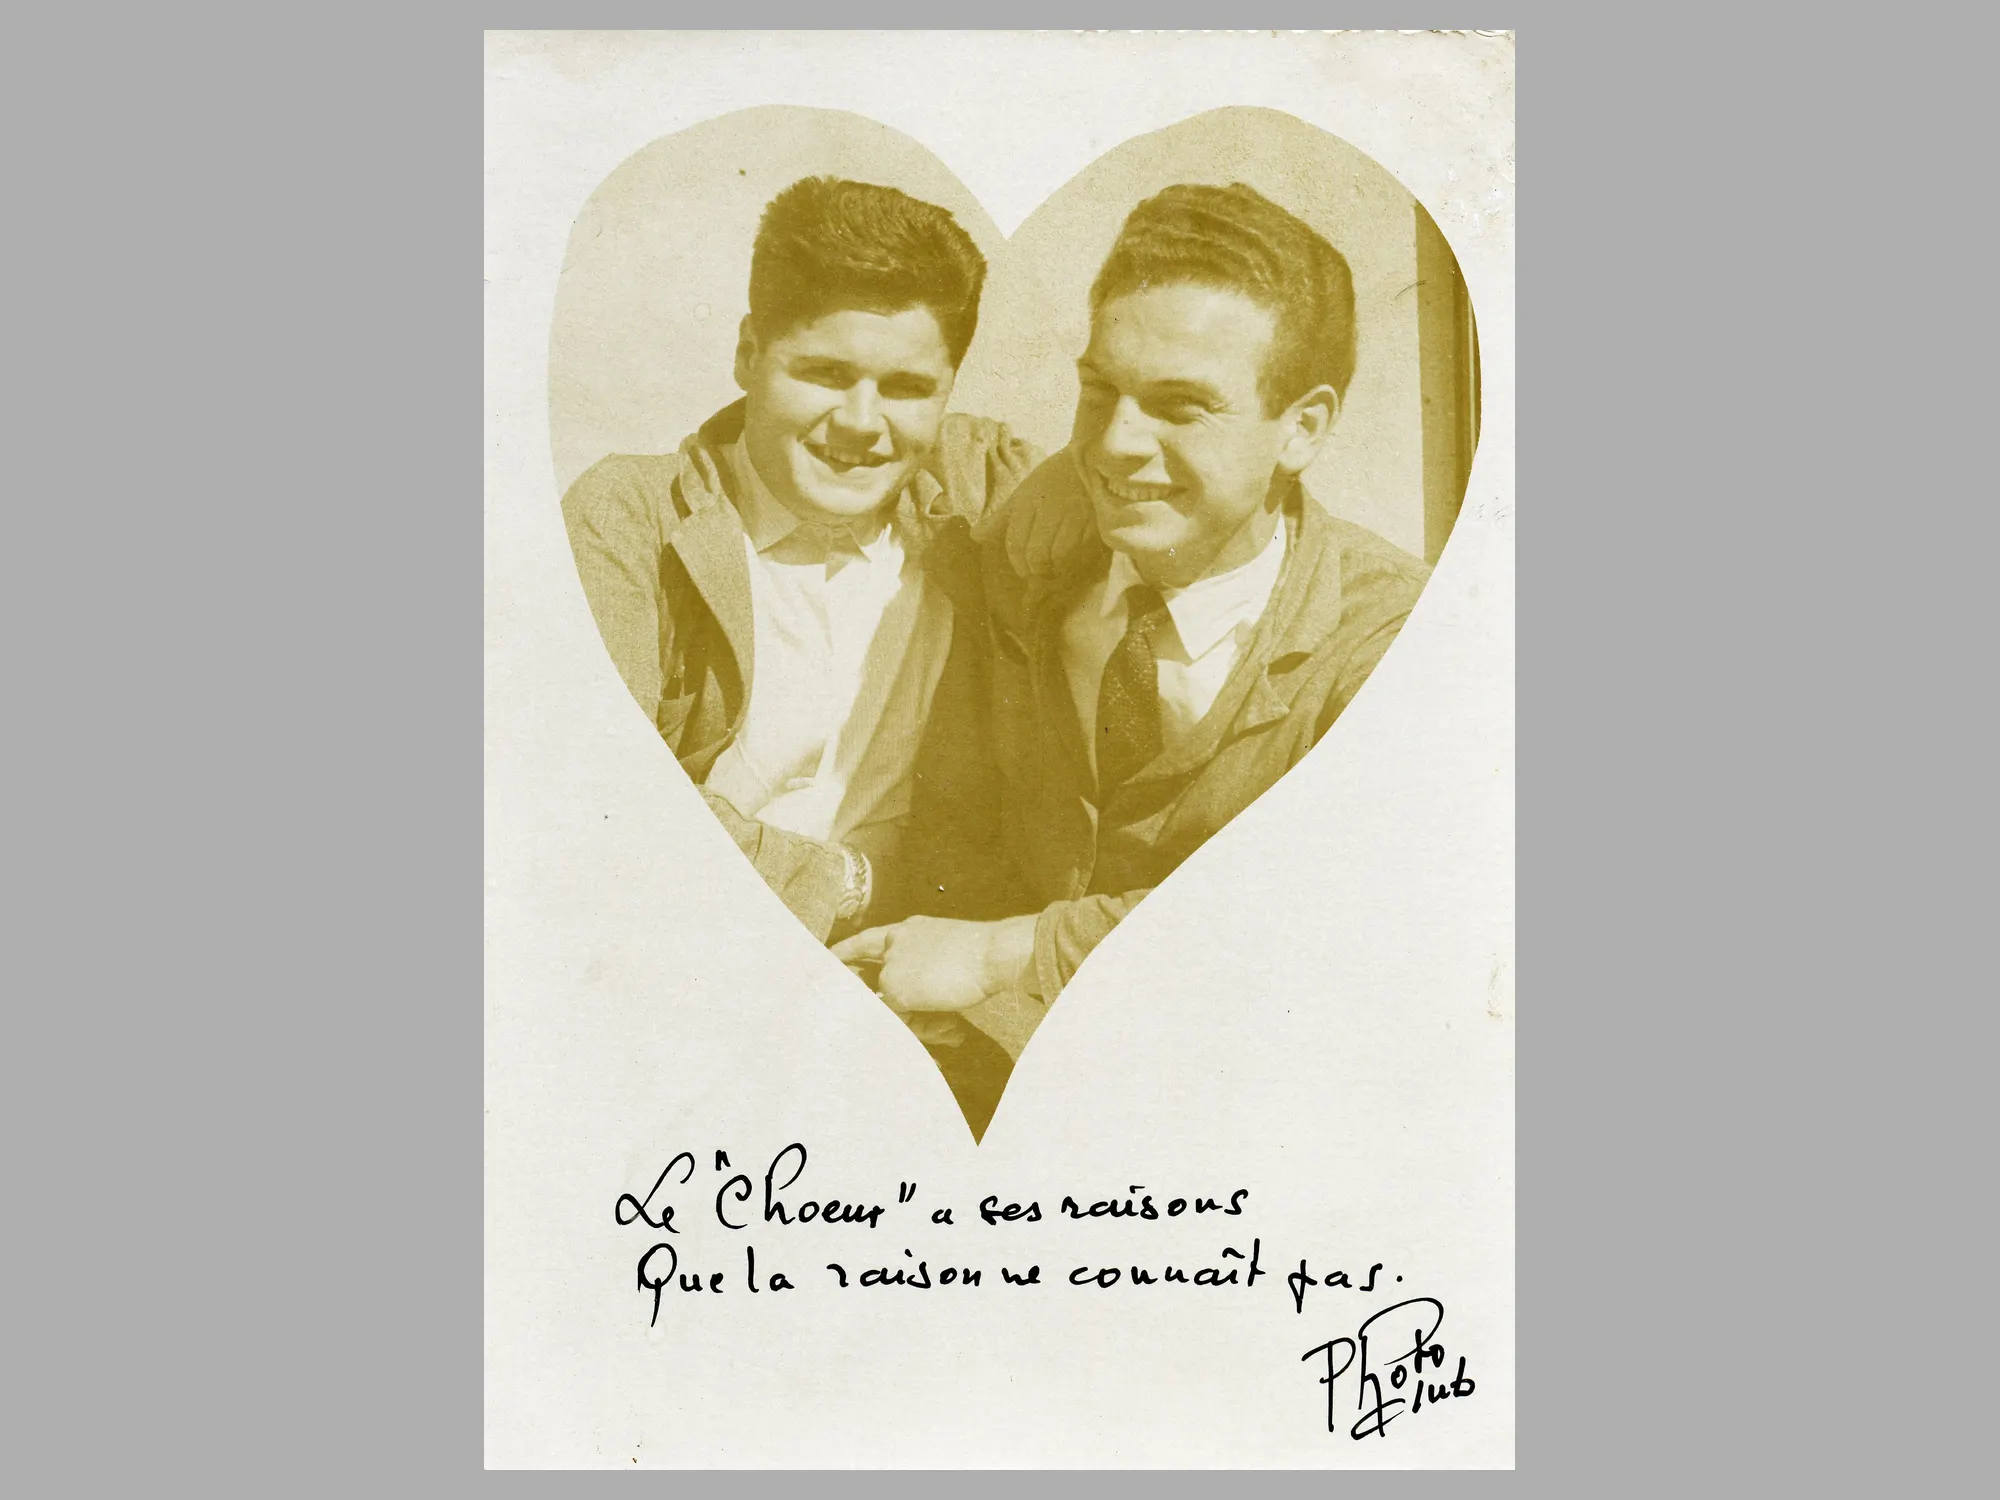 Le "Choeur" a ses raisons
Que la raison ne connaît pas.
Photo
Club